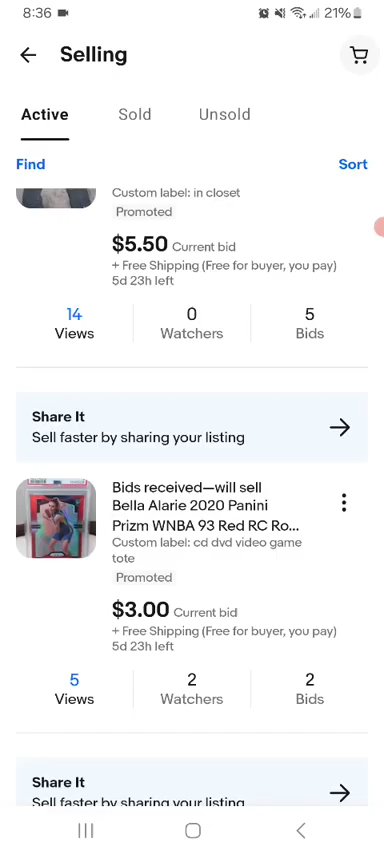 8:36
21%
Selling
Active Sold Unsold
Find Sort
Custom label: in closet
Promoted
$5.50 Current bid
+ Free Shipping (Free for buyer, you pay)
5d 23h left
14 0 5
Views Watchers Bids
Share It
Sell faster by sharing your listing
Bids received—will sell
Bella Alarie 2020 Panini
Prizm WNBA 93 Red RC Ro...
Custom label: cd dvd video game
tote
Promoted
$3.00 Current bid
+ Free Shipping (Free for buyer, you pay)
5d 23h left
5 2 2
Views Watchers Bids
Share It
Sell faster by sharing your listing